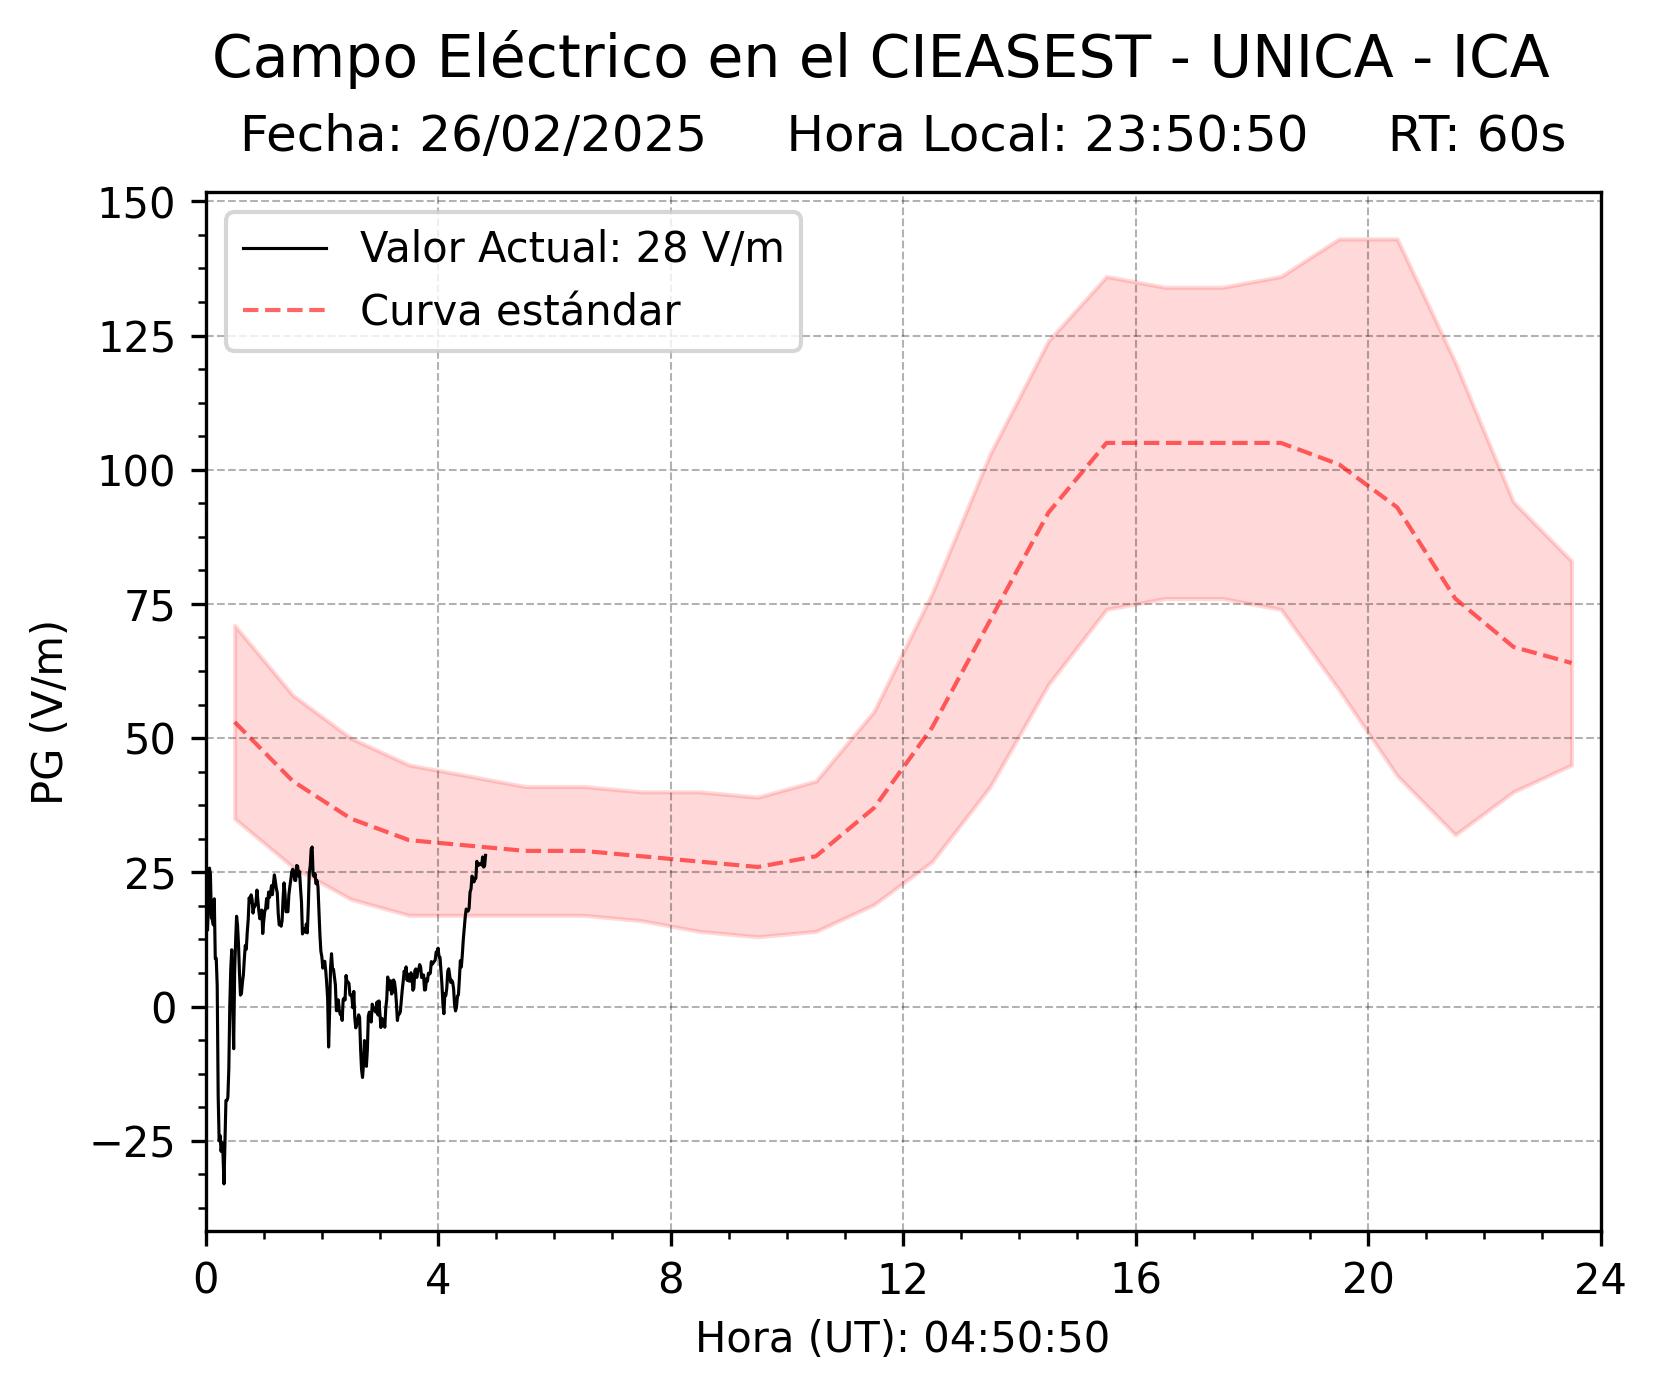 Campo Eléctrico en el CIEASEST - UNICA - ICA
Fecha: 26/02/2025 Hora Local: 23:50:50 RT: 60s
Valor Actual: 28 V/m
Curva estándar
PG (V/m)
150
125
100
75
50
25
0
−25
0 4 8 12 16 20 24
Hora (UT): 04:50:50